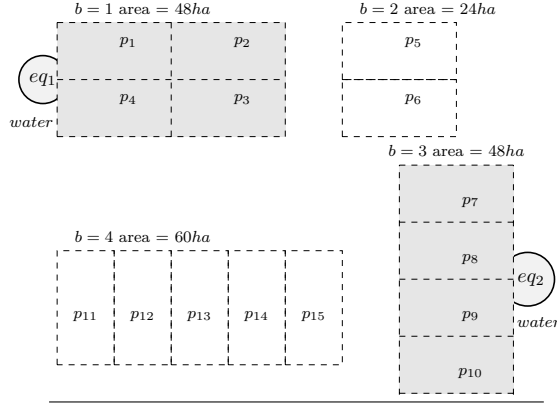 b = 1 area = 48ha
b = 2 area = 24ha
p1
p2
p5
eq1
p4
p3
p6
water
b = 3 area = 48ha
p7
b = 4 area = 60ha
p8
eq2
p11
p12
p13
p14
p15
p9
water
p10